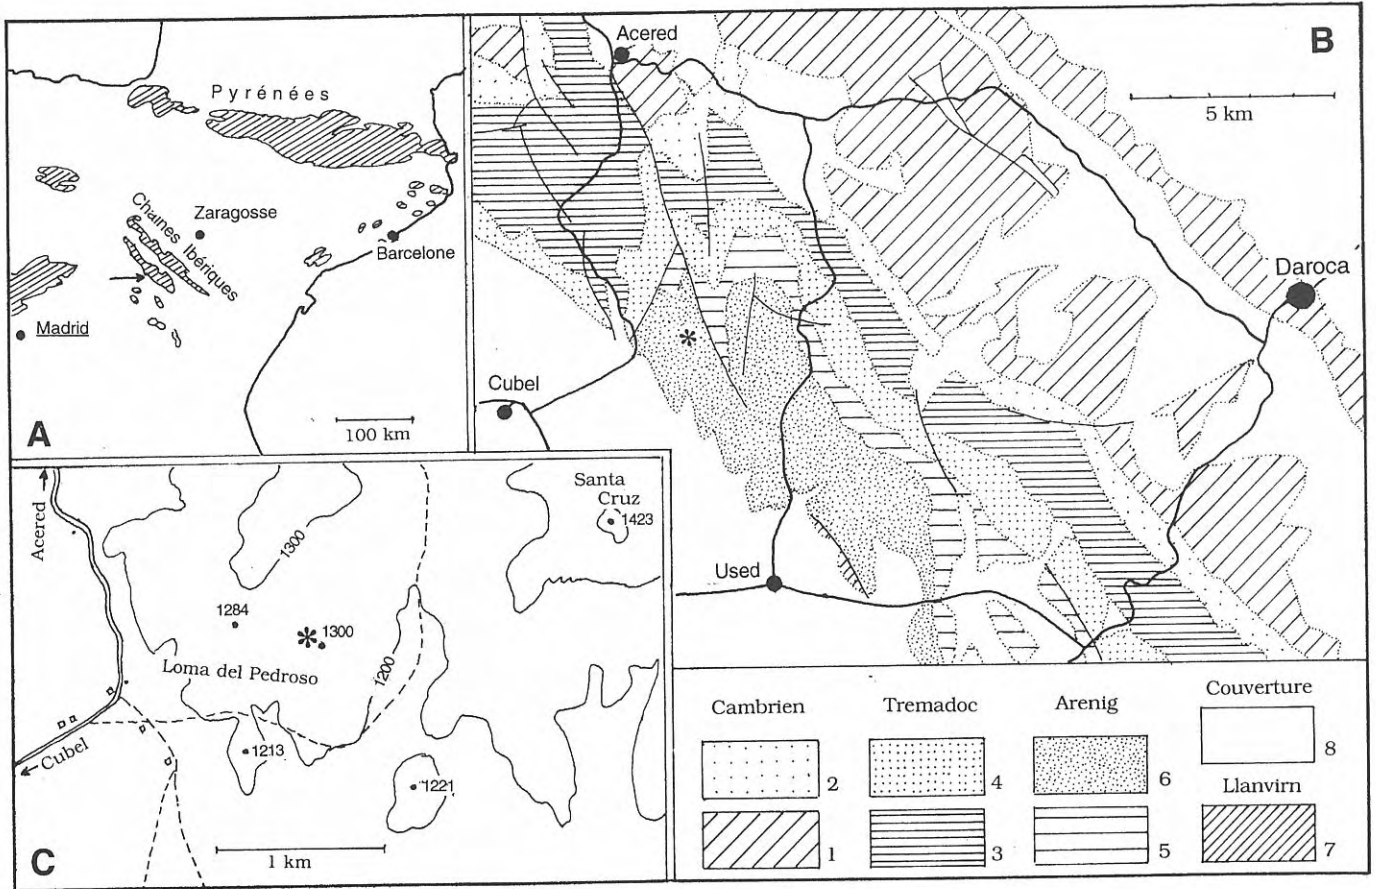 Pyrénées
Chaînes Ibériques
Zaragosse
Barcelone
Madrid
A
100 km
Acered
B
5 km
Daroca
*
Cubel
Used
Acered
1300
Santa
Cruz
1423
1284
*
1300
Loma del Pedroso
1200
1213
Cubel
1221
C
1 km
Cambrien
Tremadoc
Arenig
Couverture
2
4
6
8
Llanvirn
1
3
5
7